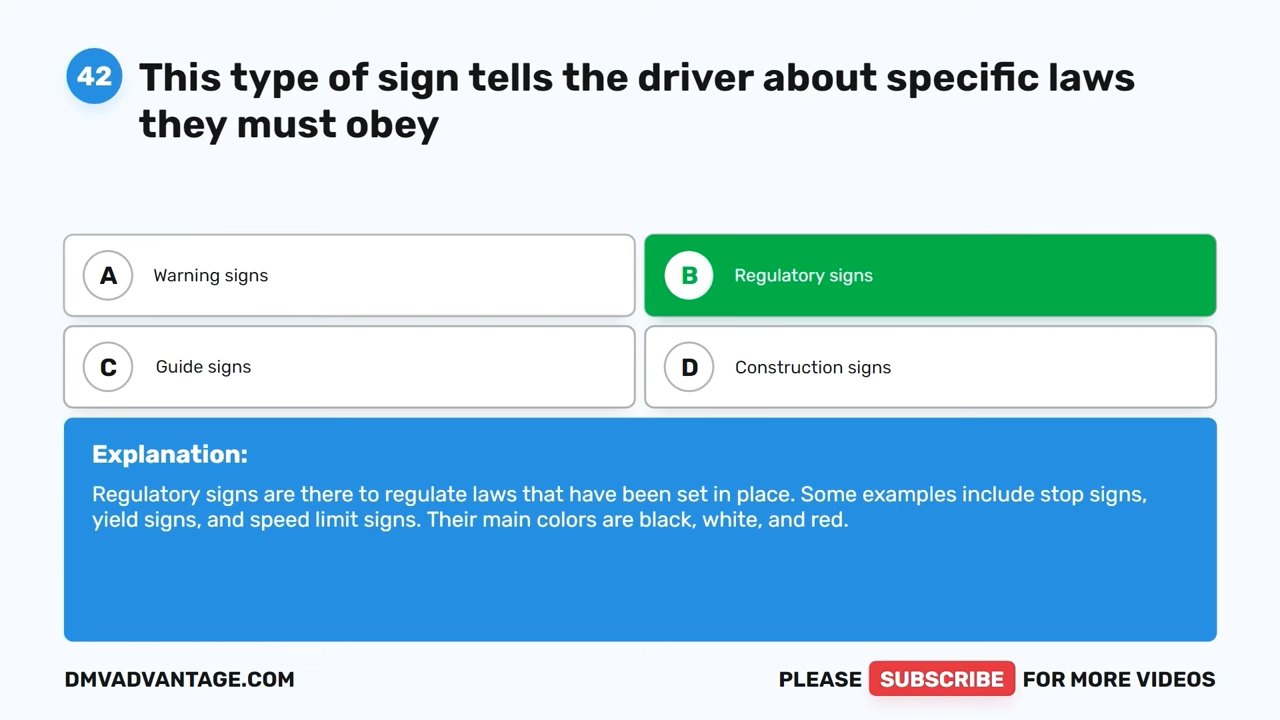 42
This type of sign tells the driver about specific laws
they must obey
A Warning signs
B Regulatory signs
C Guide signs
D Construction signs
Explanation:
Regulatory signs are there to regulate laws that have been set in place. Some examples include stop signs,
yield signs, and speed limit signs. Their main colors are black, white, and red.
DMVADVANTAGE.COM
PLEASE SUBSCRIBE FOR MORE VIDEOS